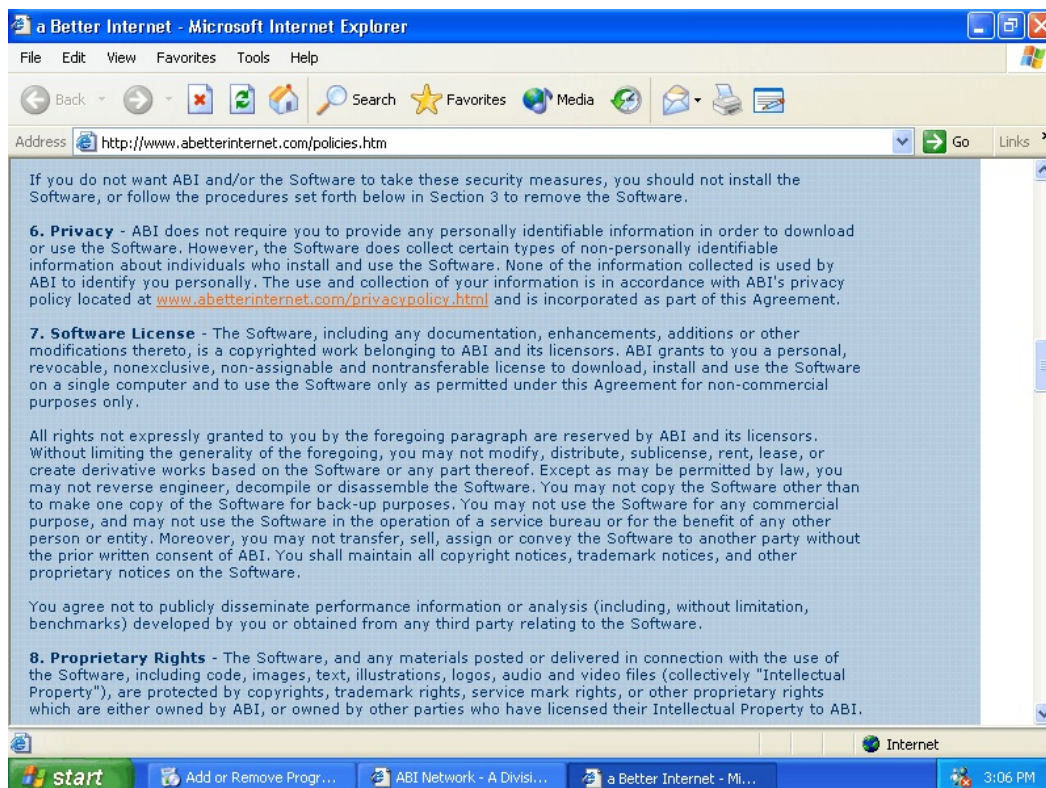 a Better Internet - Microsoft Internet Explorer
File Edit View Favorites Tools Help
Back Search Favorites Media
Address http://www.abetterinternet.com/policies.htm Go Links
If you do not want ABI and/or the Software to take these security measures, you should not install the
Software, or follow the procedures set forth below in Section 3 to remove the Software.
6. Privacy - ABI does not require you to provide any personally identifiable information in order to download
or use the Software. However, the Software does collect certain types of non-personally identifiable
information about individuals who install and use the Software. None of the information collected is used by
ABI to identify you personally. The use and collection of your information is in accordance with ABI's privacy
policy located at www.abetterinternet.com/privacypolicy.html and is incorporated as part of this Agreement.
7. Software License - The Software, including any documentation, enhancements, additions or other
modifications thereto, is a copyrighted work belonging to ABI and its licensors. ABI grants to you a personal,
revocable, nonexclusive, non-assignable and nontransferable license to download, install and use the Software
on a single computer and to use the Software only as permitted under this Agreement for non-commercial
purposes only.
All rights not expressly granted to you by the foregoing paragraph are reserved by ABI and its licensors.
Without limiting the generality of the foregoing, you may not modify, distribute, sublicense, rent, lease, or
create derivative works based on the Software or any part thereof. Except as may be permitted by law, you
may not reverse engineer, decompile or disassemble the Software. You may not copy the Software other than
to make one copy of the Software for back-up purposes. You may not use the Software for any commercial
purpose, and may not use the Software in the operation of a service bureau or for the benefit of any other
person or entity. Moreover, you may not transfer, sell, assign or convey the Software to another party without
the prior written consent of ABI. You shall maintain all copyright notices, trademark notices, and other
proprietary notices on the Software.
You agree not to publicly disseminate performance information or analysis (including, without limitation,
benchmarks) developed by you or obtained from any third party relating to the Software.
8. Proprietary Rights - The Software, and any materials posted or delivered in connection with the use of
the Software, including code, images, text, illustrations, logos, audio and video files (collectively "Intellectual
Property"), are protected by copyrights, trademark rights, service mark rights, or other proprietary rights
which are either owned by ABI, or owned by other parties who have licensed their Intellectual Property to ABI.
Internet
start Add or Remove Progr... ABI Network - A Divisi... a Better Internet - Mi... 3:06 PM